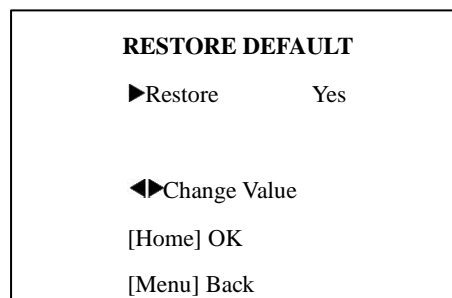 RESTORE DEFAULT
▶Restore Yes
◀▶Change Value
[Home] OK
[Menu] Back